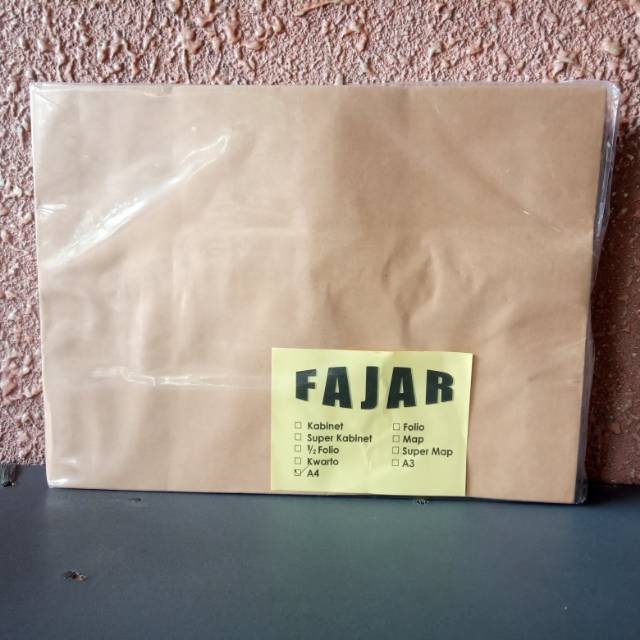 FAJAR
☐ Kabinet
☐ Super Kabinet
☐ ½ Folio
☐ Kwarto
☑ A4
☐ Folio
☐ Map
☐ Super Map
☐ A3